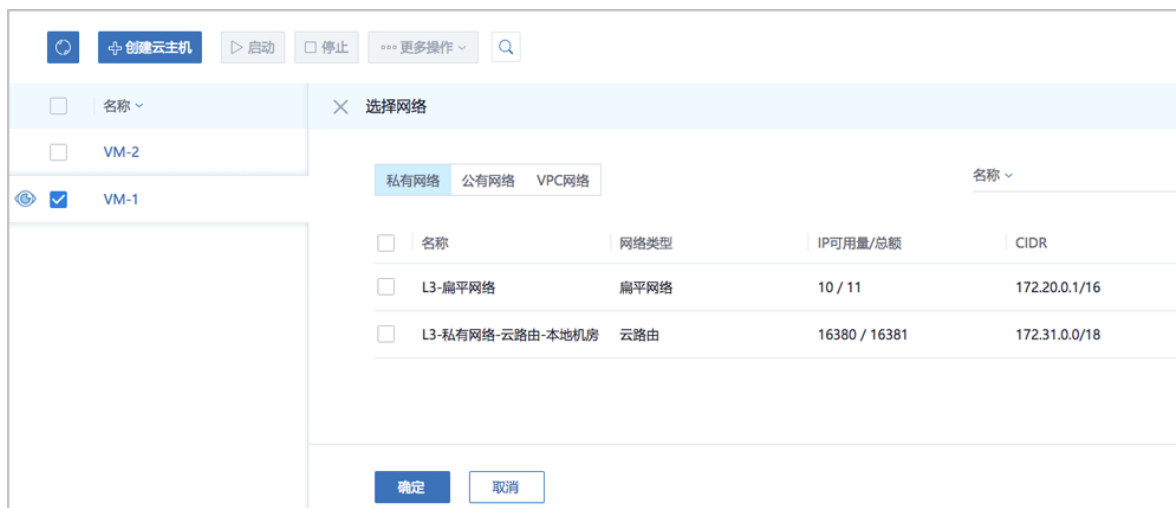 创建云主机 启动 停止 更多操作
名称 选择网络
VM-2
私有网络 公有网络 VPC网络 名称
VM-1
名称 网络类型 IP可用量/总额 CIDR
L3-扁平网络 扁平网络 10 / 11 172.20.0.1/16
L3-私有网络-云路由-本地机房 云路由 16380 / 16381 172.31.0.0/18
确定 取消